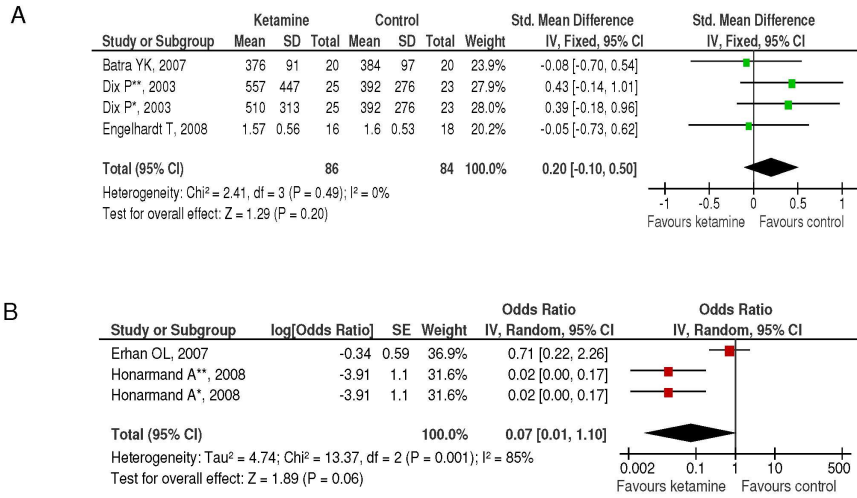 A
Ketamine Control Std. Mean Difference Std. Mean Difference
Study or Subgroup Mean SD Total Mean SD Total Weight IV, Fixed, 95% CI IV, Fixed, 95% CI
Batra YK, 2007 376 91 20 384 97 20 23.9% -0.08 [-0.70, 0.54]
Dix P**, 2003 557 447 25 392 276 23 27.9% 0.43 [-0.14, 1.01]
Dix P*, 2003 510 313 25 392 276 23 28.0% 0.39 [-0.18, 0.96]
Engelhardt T, 2008 1.57 0.56 16 1.6 0.53 18 20.2% -0.05 [-0.73, 0.62]
Total (95% CI) 86 84 100.0% 0.20 [-0.10, 0.50]
Heterogeneity: Chi² = 2.41, df = 3 (P = 0.49); I² = 0%
Test for overall effect: Z = 1.29 (P = 0.20)
-1 -0.5 0 0.5 1
Favours ketamine Favours control
B
Odds Ratio Odds Ratio
Study or Subgroup log[Odds Ratio] SE Weight IV, Random, 95% CI IV, Random, 95% CI
Erhan OL, 2007 -0.34 0.59 36.9% 0.71 [0.22, 2.26]
Honarmand A**, 2008 -3.91 1.1 31.6% 0.02 [0.00, 0.17]
Honarmand A*, 2008 -3.91 1.1 31.6% 0.02 [0.00, 0.17]
Total (95% CI) 100.0% 0.07 [0.01, 1.10]
Heterogeneity: Tau² = 4.74; Chi² = 13.37, df = 2 (P = 0.001); I² = 85%
Test for overall effect: Z = 1.89 (P = 0.06)
0.002 0.1 1 10 500
Favours ketamine Favours control